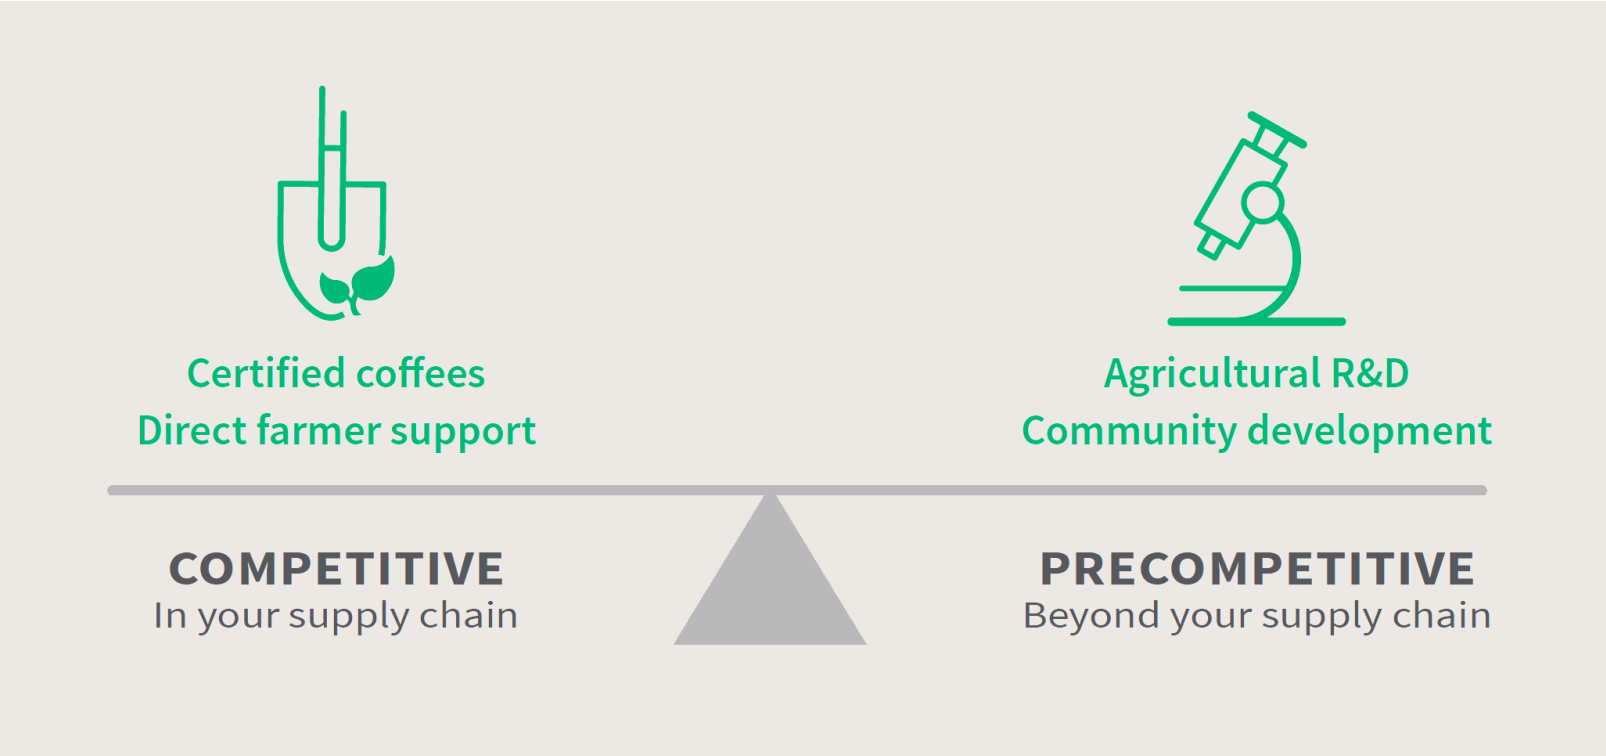 Certified coffees
Direct farmer support
Agricultural R&D
Community development
COMPETITIVE
In your supply chain
PRECOMPETITIVE
Beyond your supply chain